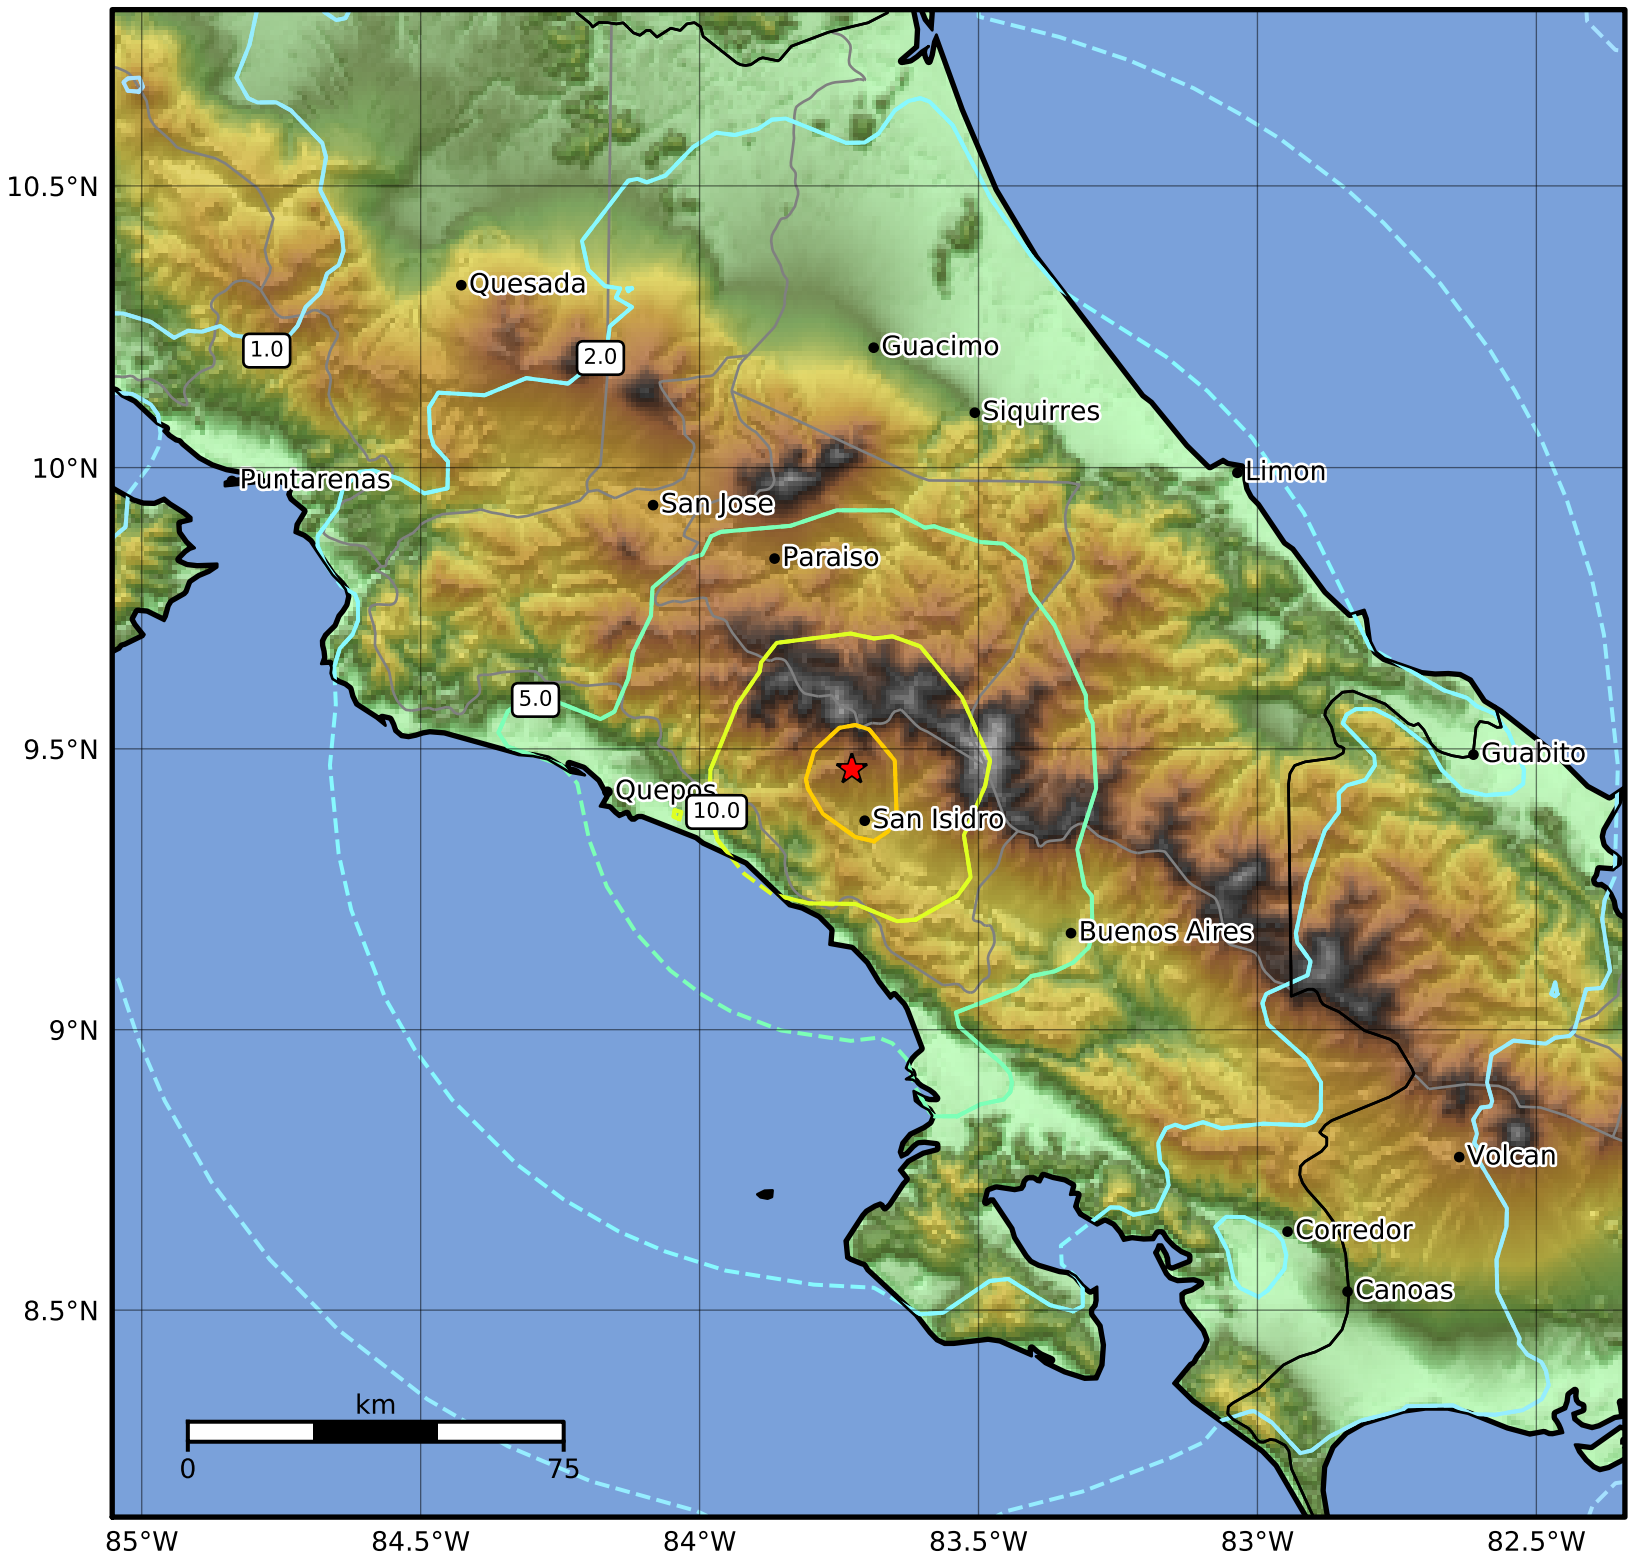 10.5°N
Quesada
Guacimo
1.0
2.0
Siquirres
10°N
Limon
Puntarenas
San Jose
Paraiso
5.0
9.5°N
Guabito
Quepos
10.0
San Isidro
Buenos Aires
9°N
Volcan
Corredor
Canoas
8.5°N
km
0
75
85°W
84.5°W
84°W
83.5°W
83°W
82.5°W